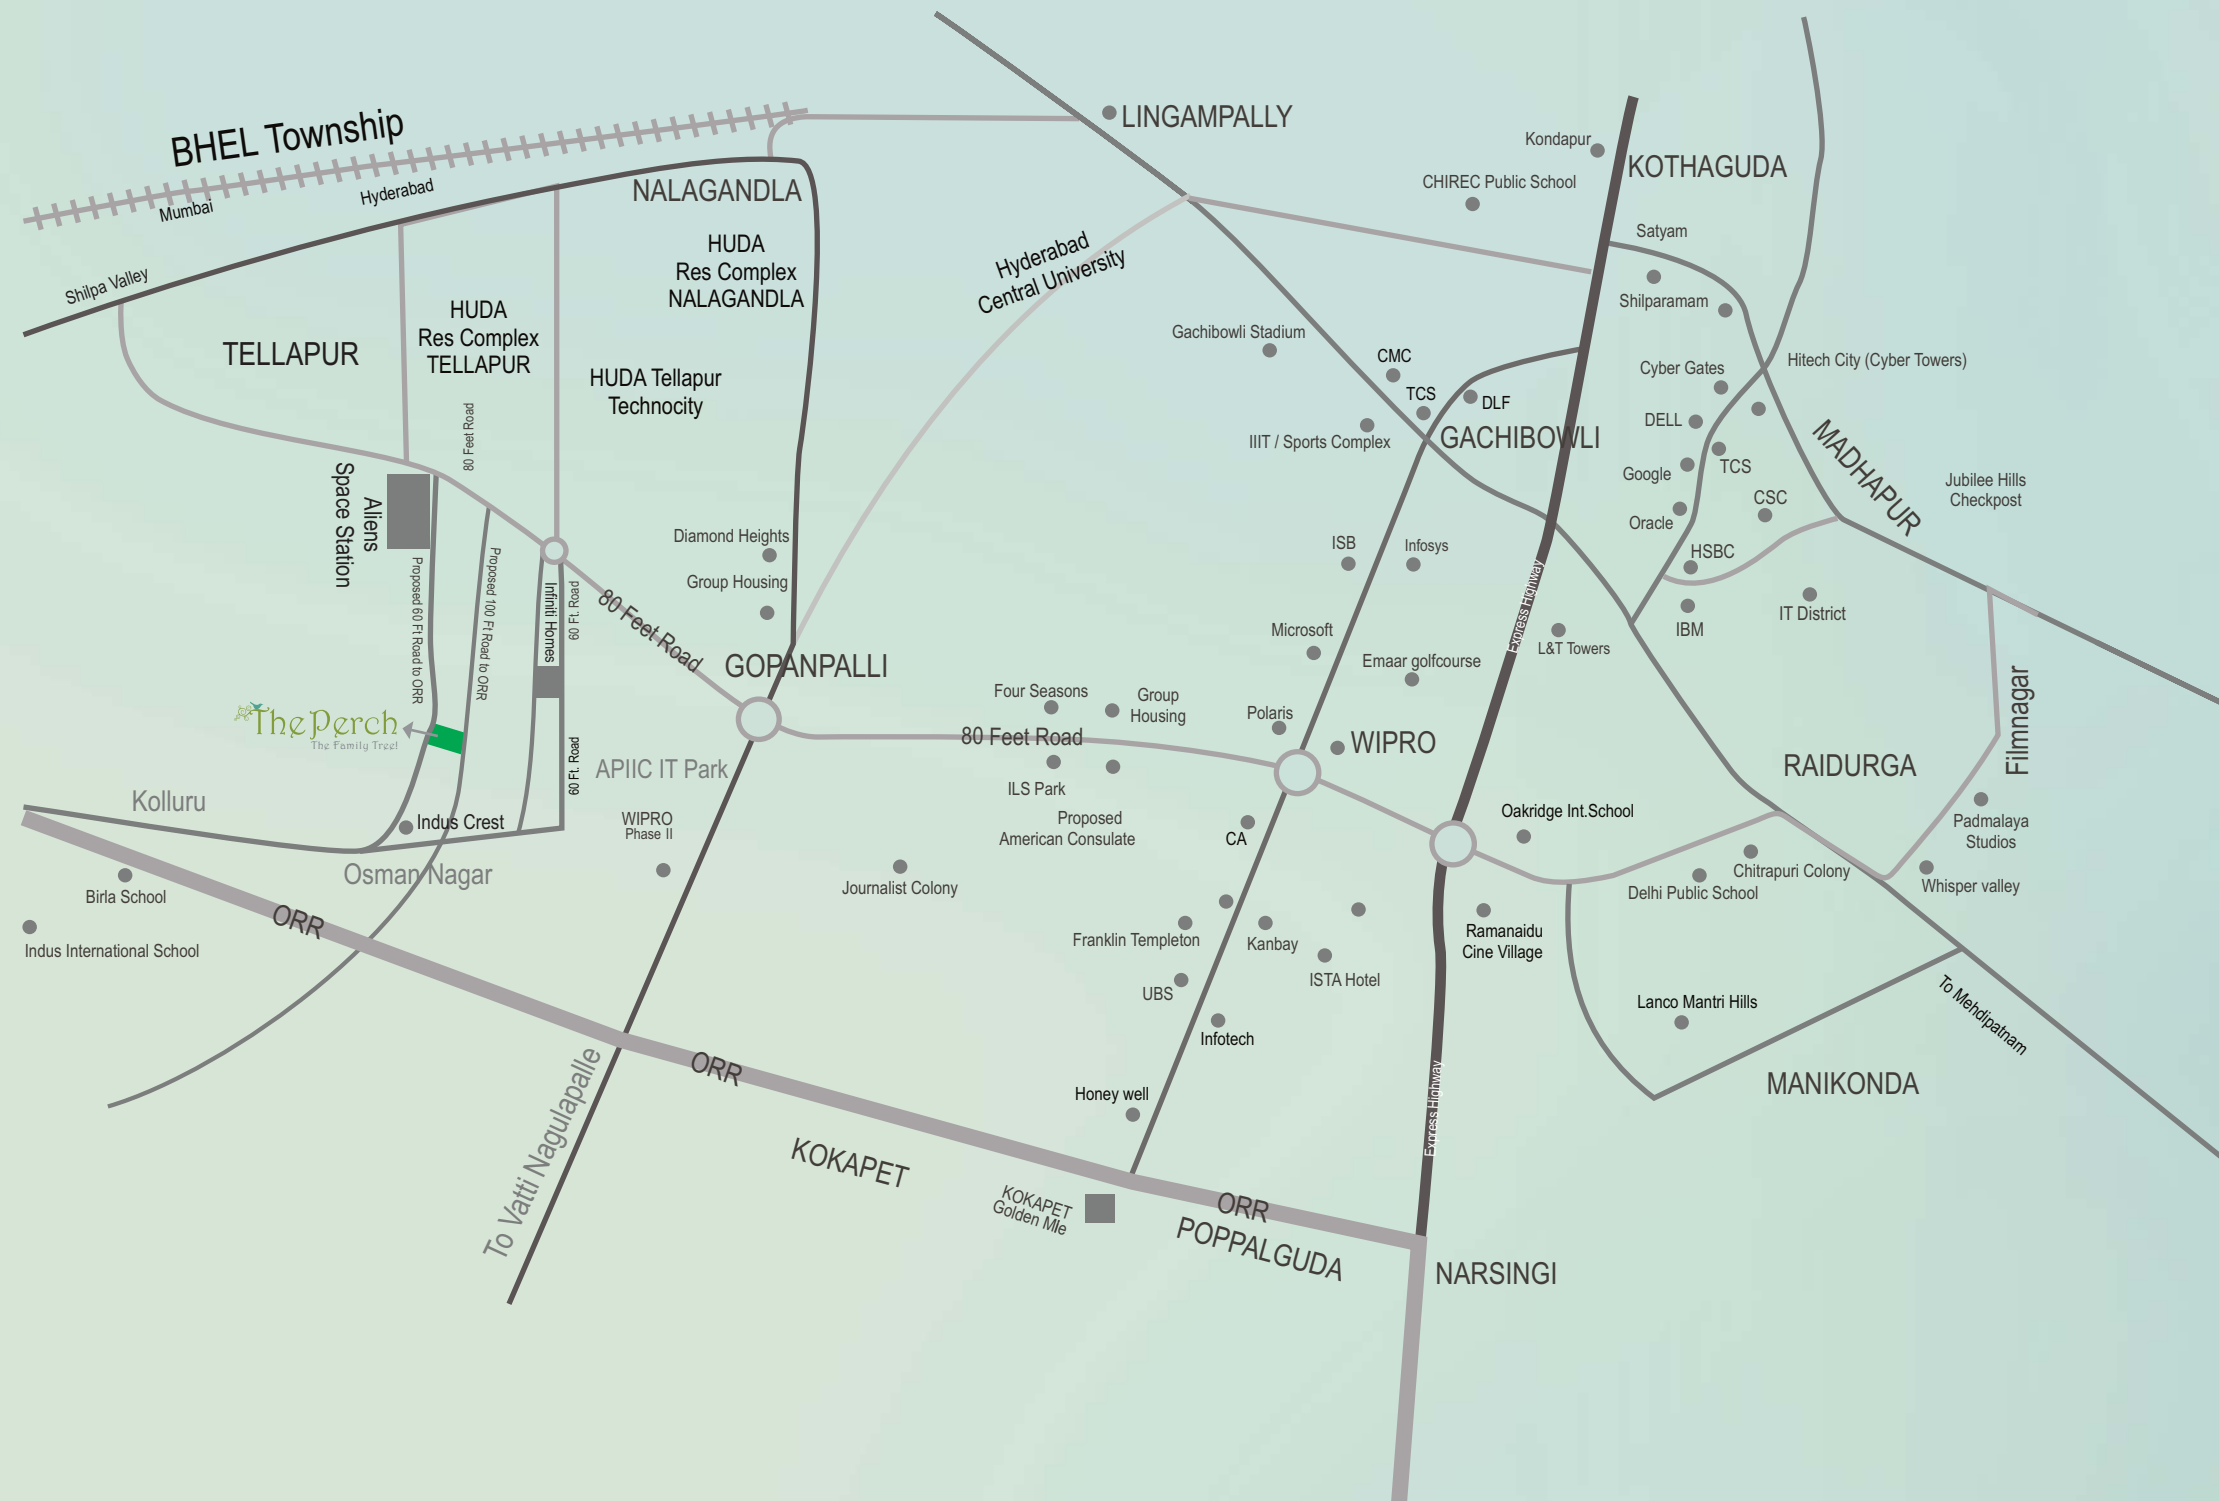 BHEL Township
Mumbai
Hyderabad
Shilpa Valley
NALAGANDLA
HUDA
Res Complex
NALAGANDLA
HUDA
Res Complex
TELLAPUR
TELLAPUR
HUDA Tellapur
Technocity
80 Feet Road
Aliens
Space Station
Proposed 60 Ft Road to ORR
Proposed 100 Ft Road to ORR
Infiniti Homes
60 Ft. Road
60 Ft. Road
80 Feet Road
Diamond Heights
Group Housing
GOPANPALLI
The Perch
The Family Tree!
APIIC IT Park
WIPRO
Phase II
Kolluru
Indus Crest
Osman Nagar
Birla School
Indus International School
ORR
ORR
To Vatti Nagulapalle
KOKAPET
KOKAPET
Golden Mle
ORR
POPPALGUDA
NARSINGI
LINGAMPALLY
Hyderabad
Central University
Kondapur
KOTHAGUDA
CHIREC Public School
Satyam
Shilparamam
Gachibowli Stadium
CMC
TCS
DLF
IIIT / Sports Complex
GACHIBOWLI
Cyber Gates
Hitech City (Cyber Towers)
DELL
Google
TCS
CSC
Oracle
HSBC
IBM
IT District
MADHAPUR
Jubilee Hills
Checkpost
ISB
Infosys
Express Highway
L&T Towers
Microsoft
Emaar golfcourse
Four Seasons
Group
Housing
Polaris
80 Feet Road
WIPRO
ILS Park
Proposed
American Consulate
CA
Journalist Colony
Oakridge Int.School
RAIDURGA
Filmnagar
Padmalaya
Studios
Chitrapuri Colony
Delhi Public School
Whisper valley
Franklin Templeton
Kanbay
ISTA Hotel
Ramanaidu
Cine Village
UBS
Infotech
Honey well
Express Highway
Lanco Mantri Hills
To Mehdipatnam
MANIKONDA